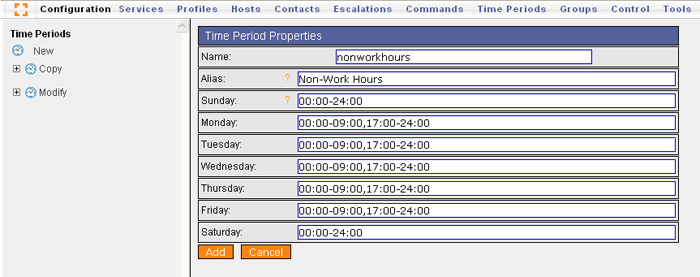 Configuration Services Profiles Hosts Contacts Escalations Commands Time Periods Groups Control Tools
Time Periods
New
Copy
Modify
Time Period Properties
Name: nonworkhours
Alias: ? Non-Work Hours
Sunday: ? 00:00-24:00
Monday: 00:00-09:00,17:00-24:00
Tuesday: 00:00-09:00,17:00-24:00
Wednesday: 00:00-09:00,17:00-24:00
Thursday: 00:00-09:00,17:00-24:00
Friday: 00:00-09:00,17:00-24:00
Saturday: 00:00-24:00
Add Cancel